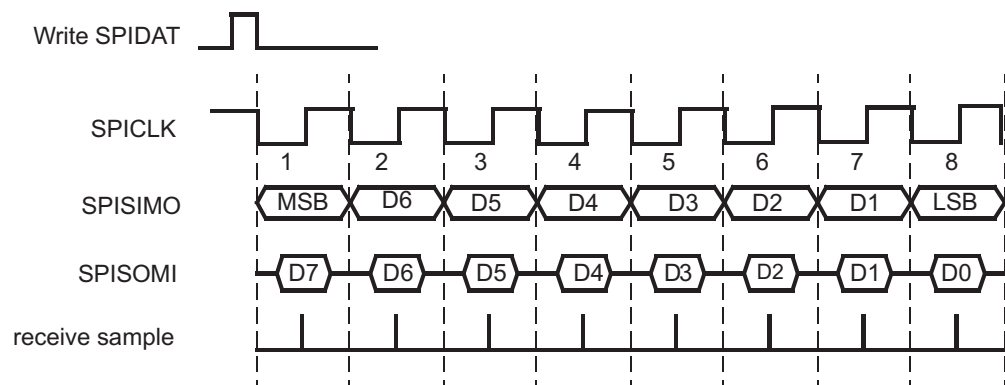 Write SPIDAT
SPICLK
1 2 3 4 5 6 7 8
SPISIMO MSB D6 D5 D4 D3 D2 D1 LSB
SPISOMI D7 D6 D5 D4 D3 D2 D1 D0
receive sample